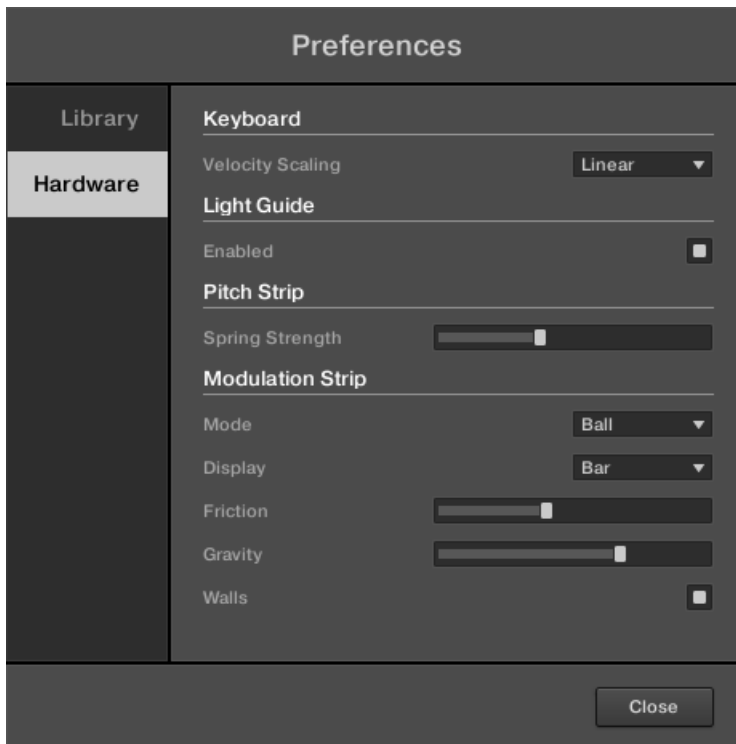 Preferences
Library
Hardware
Keyboard
Velocity Scaling Linear
Light Guide
Enabled
Pitch Strip
Spring Strength
Modulation Strip
Mode Ball
Display Bar
Friction
Gravity
Walls
Close